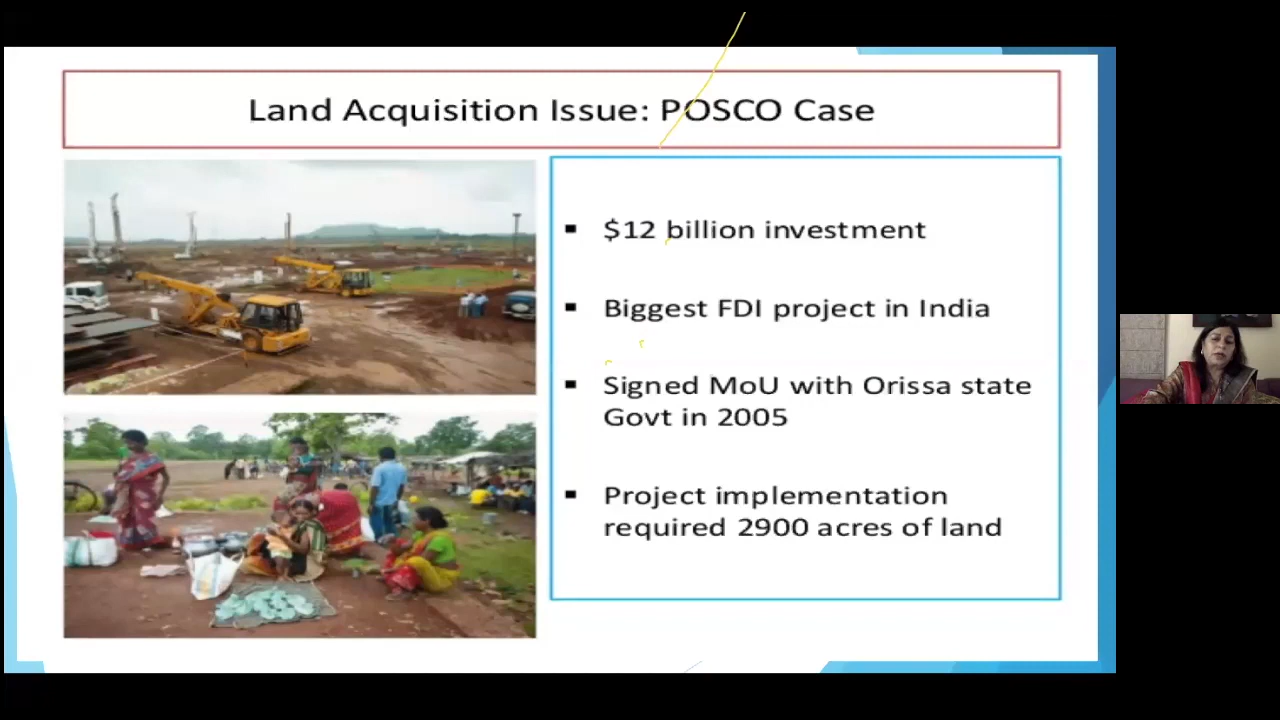 Land Acquisition Issue: POSCO Case
▪ $12 billion investment
▪ Biggest FDI project in India
▪ Signed MoU with Orissa state
Govt in 2005
▪ Project implementation
required 2900 acres of land